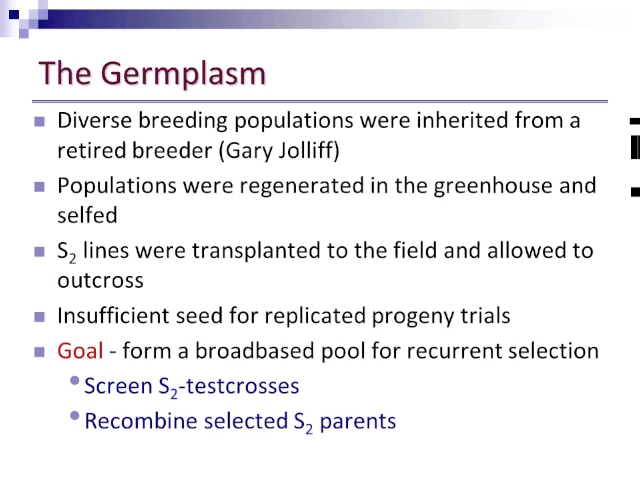 The Germplasm
Diverse breeding populations were inherited from a
retired breeder (Gary Jolliff)
Populations were regenerated in the greenhouse and
selfed
S2 lines were transplanted to the field and allowed to
outcross
Insufficient seed for replicated progeny trials
Goal - form a broadbased pool for recurrent selection
Screen S2-testcrosses
Recombine selected S2 parents